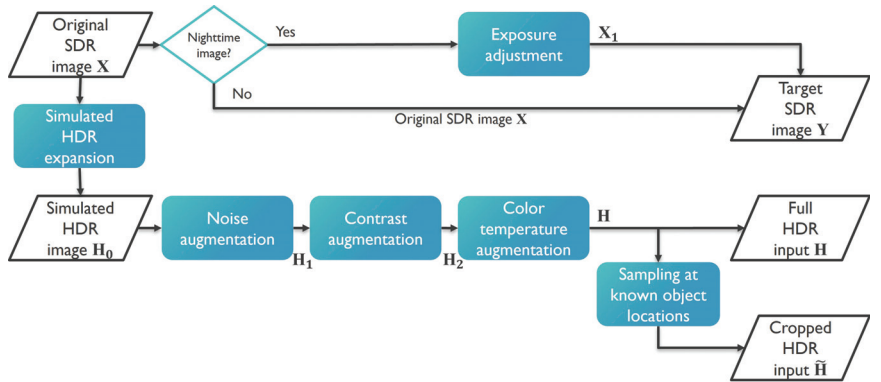 Original
SDR
image X
Nighttime
image?
Yes
Exposure
adjustment
X₁
No
Original SDR image X
Target
SDR
image Y
Simulated
HDR
expansion
Simulated
HDR
image H₀
Noise
augmentation
H₁
Contrast
augmentation
H₂
Color
temperature
augmentation
H
Full
HDR
input H
Sampling at
known object
locations
Cropped
HDR
input H̃